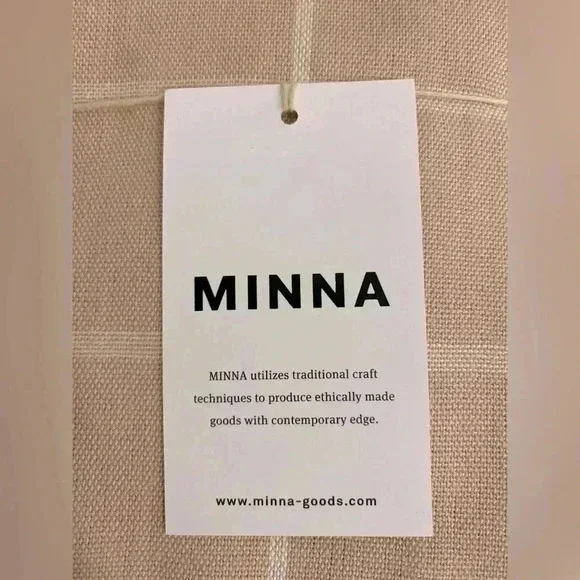 MINNA
MINNA utilizes traditional craft
techniques to produce ethically made
goods with contemporary edge.
www.minna-goods.com